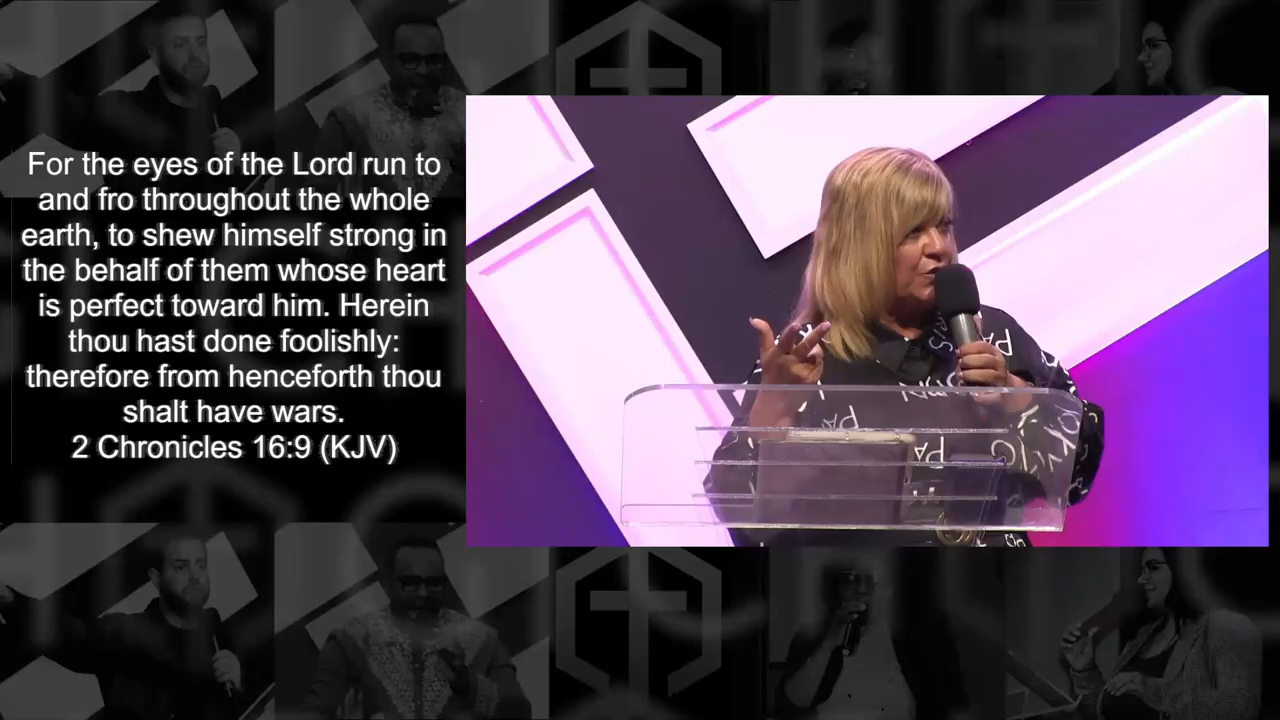 For the eyes of the Lord run to
and fro throughout the whole
earth, to shew himself strong in
the behalf of them whose heart
is perfect toward him. Herein
thou hast done foolishly:
therefore from henceforth thou
shalt have wars.
2 Chronicles 16:9 (KJV)